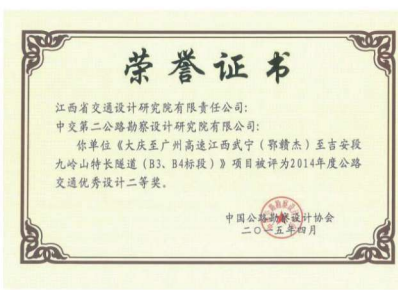 荣誉证书
江西省交通设计研究院有限责任公司:
中交第二公路勘察设计研究院有限公司:
你单位《大庆至广州高速江西武宁（鄂赣杰）至吉安段
九岭山特长隧道（B3、B4标段）》项目被评为2014年度公路
交通优秀设计二等奖。
中国公路勘察设计协会
二〇一五年四月